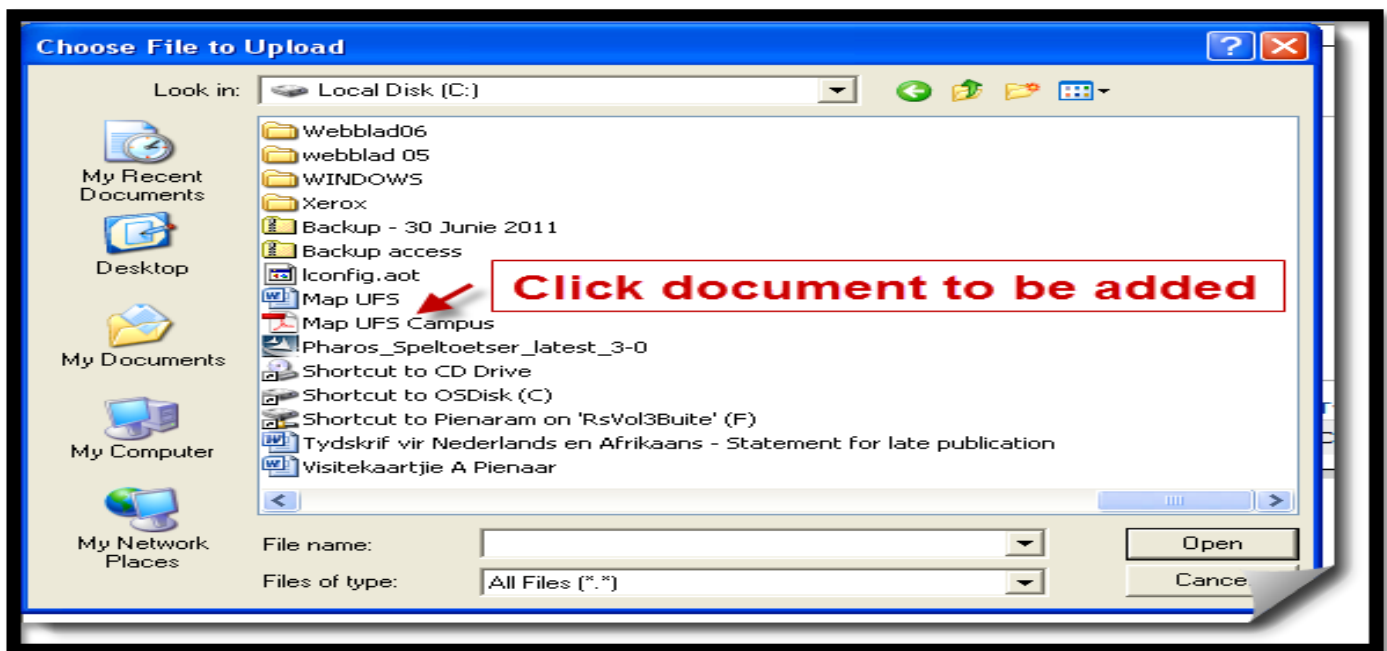 Choose File to Upload
Look in:
Local Disk (C:)
My Recent
Documents
Desktop
My Documents
My Computer
My Network
Places
Webblad06
webblad 05
WINDOWS
Xerox
Backup - 30 Junie 2011
Backup access
lconfig.aot
Map UFS
Map UFS Campus
Pharos_Speltoetser_latest_3-0
Shortcut to CD Drive
Shortcut to OSDisk (C)
Shortcut to Pienaram on 'RsVol3Buite' (F)
Tydskrif vir Nederlands en Afrikaans - Statement for late publication
Visitekaartjie A Pienaar
Click document to be added
File name:
Open
Files of type:
All Files (*.*)
Cance